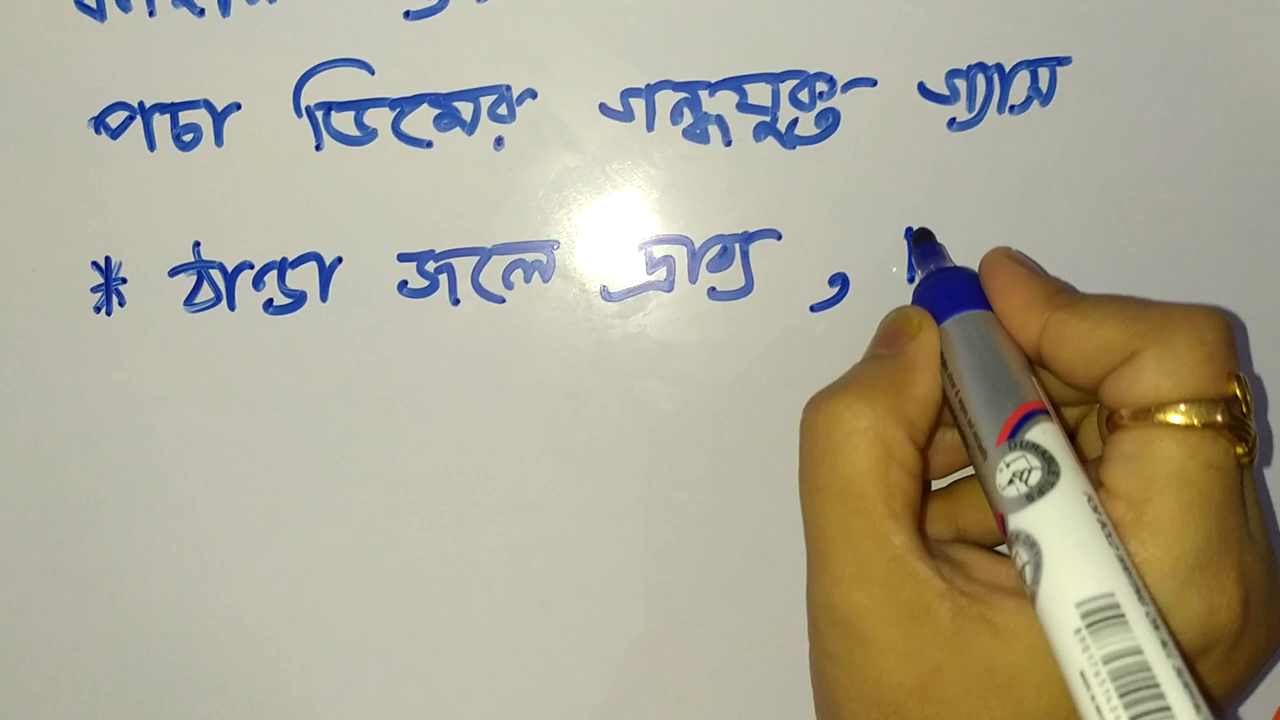 পচা ডিমের গন্ধযুক্ত গ্যাস
* ঠান্ডা জলে দ্রাব্য ,